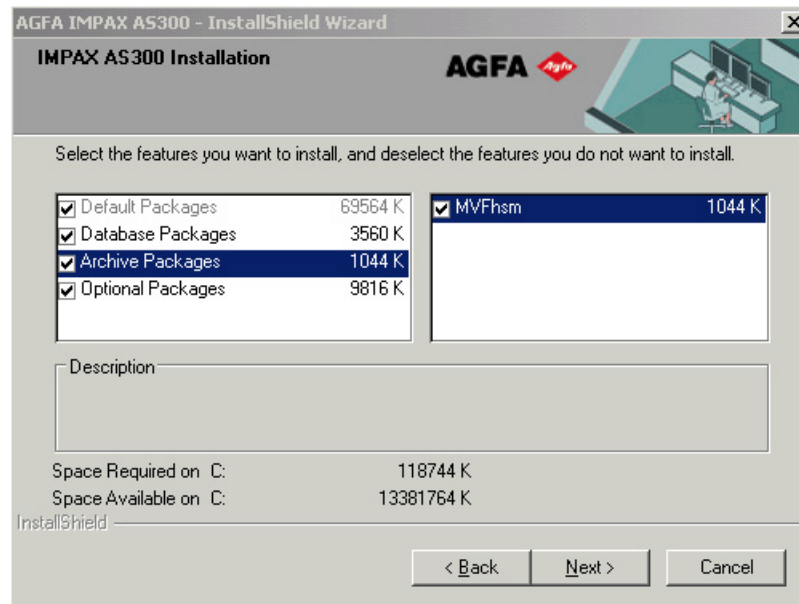 AGFA IMPAX AS300 - InstallShield Wizard
IMPAX AS300 Installation
AGFA Agfa
Select the features you want to install, and deselect the features you do not want to install.
Default Packages 69564 K
Database Packages 3560 K
Archive Packages 1044 K
Optional Packages 9816 K
MVFhsm 1044 K
Description
Space Required on C: 118744 K
Space Available on C: 13381764 K
InstallShield
< Back Next > Cancel